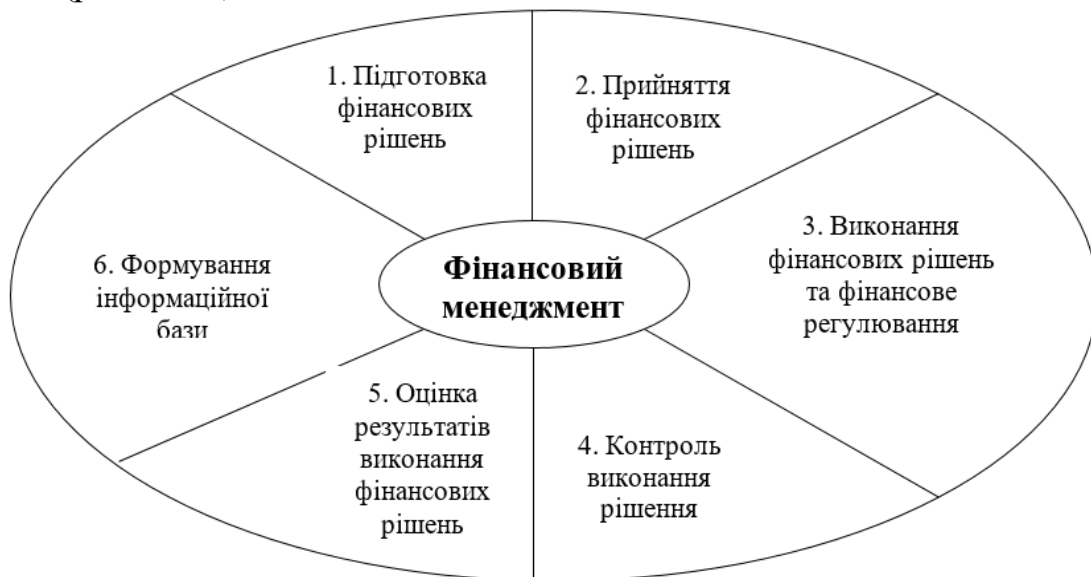 1. Підготовка
фінансових
рішень
2. Прийняття
фінансових
рішень
3. Виконання
фінансових рішень
та фінансове
регулювання
Фінансовий
менеджмент
4. Контроль
виконання
рішення
5. Оцінка
результатів
виконання
фінансових
рішень
6. Формування
інформаційної
бази